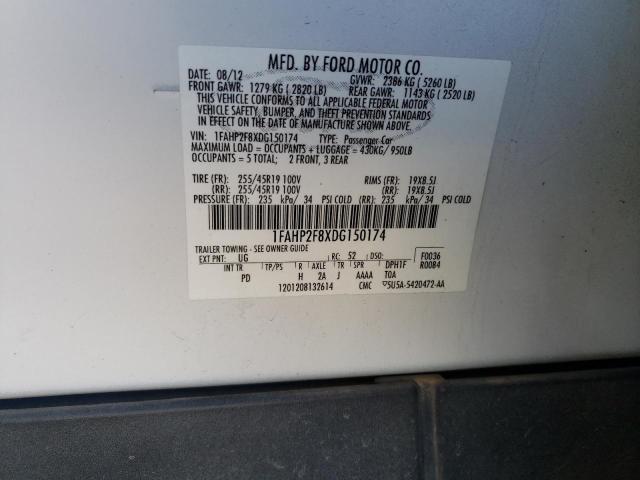 MFD. BY FORD MOTOR CO.
DATE: 08/12 GVWR: 2386 KG ( 5260 LB)
FRONT GAWR: 1279 KG ( 2820 LB) REAR GAWR: 1143 KG ( 2520 LB)
THIS VEHICLE CONFORMS TO ALL APPLICABLE FEDERAL MOTOR
VEHICLE SAFETY, BUMPER, AND THEFT PREVENTION STANDARDS
IN EFFECT ON THE DATE OF MANUFACTURE SHOWN ABOVE.
VIN: 1FAHP2F8XDG150174 TYPE: Passenger Car
MAXIMUM LOAD = OCCUPANTS + LUGGAGE = 430KG/ 950LB
OCCUPANTS = 5 TOTAL; 2 FRONT, 3 REAR
TIRE (FR): 255/45R19 100V RIMS (FR): 19X8.5J
(RR): 255/45R19 100V (RR): 19X8.5J
PRESSURE (FR): 235 kPa/ 34 PSI COLD (RR): 235 kPa/ 34 PSI COLD
1FAHP2F8XDG150174
TRAILER TOWING - SEE OWNER GUIDE
EXT PNT: UG RC: 52 DSO: F0036
INT TR TP/PS R AXLE TR SPR DPH1F R0084
PD H 2A J AAAA TOA
1201208132614 CMC ▽5U5A-5420472-AA